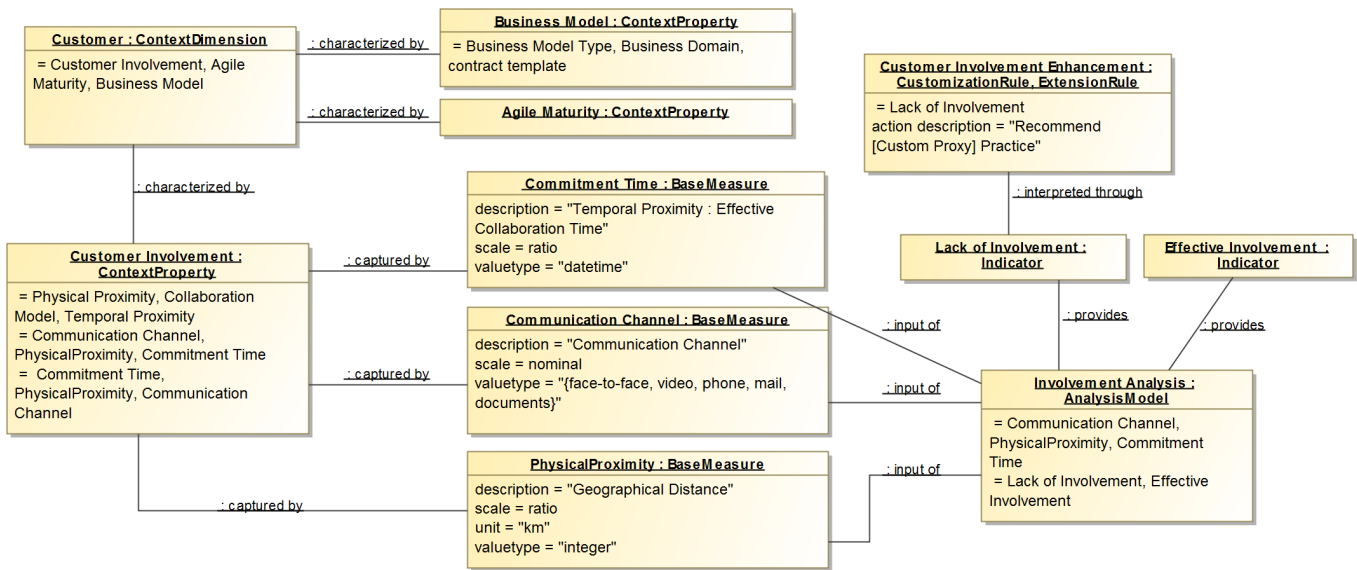 Customer : ContextDimension
= Customer Involvement, Agile
Maturity, Business Model
: characterized by
Business Model : ContextProperty
= Business Model Type, Business Domain,
contract template
: characterized by
Agile Maturity : ContextProperty
Customer Involvement Enhancement :
CustomizationRule, ExtensionRule
= Lack of Involvement
action description = "Recommend
[Custom Proxy] Practice"
: characterized by
Commitment Time : BaseMeasure
description = "Temporal Proximity : Effective
Collaboration Time"
scale = ratio
valuetype = "datetime"
: interpreted through
Lack of Involvement :
Indicator
Effective Involvement :
Indicator
Customer Involvement :
ContextProperty
= Physical Proximity, Collaboration
Model, Temporal Proximity
= Communication Channel,
PhysicalProximity, Commitment Time
= Commitment Time,
PhysicalProximity, Communication
Channel
: captured by
Communication Channel : BaseMeasure
description = "Communication Channel"
scale = nominal
valuetype = "{face-to-face, video, phone, mail,
documents}"
: input of
: provides
: provides
: captured by
: input of
Involvement Analysis :
AnalysisModel
= Communication Channel,
PhysicalProximity, Commitment
Time
= Lack of Involvement, Effective
Involvement
PhysicalProximity : BaseMeasure
description = "Geographical Distance"
scale = ratio
unit = "km"
valuetype = "integer"
: captured by
: input of